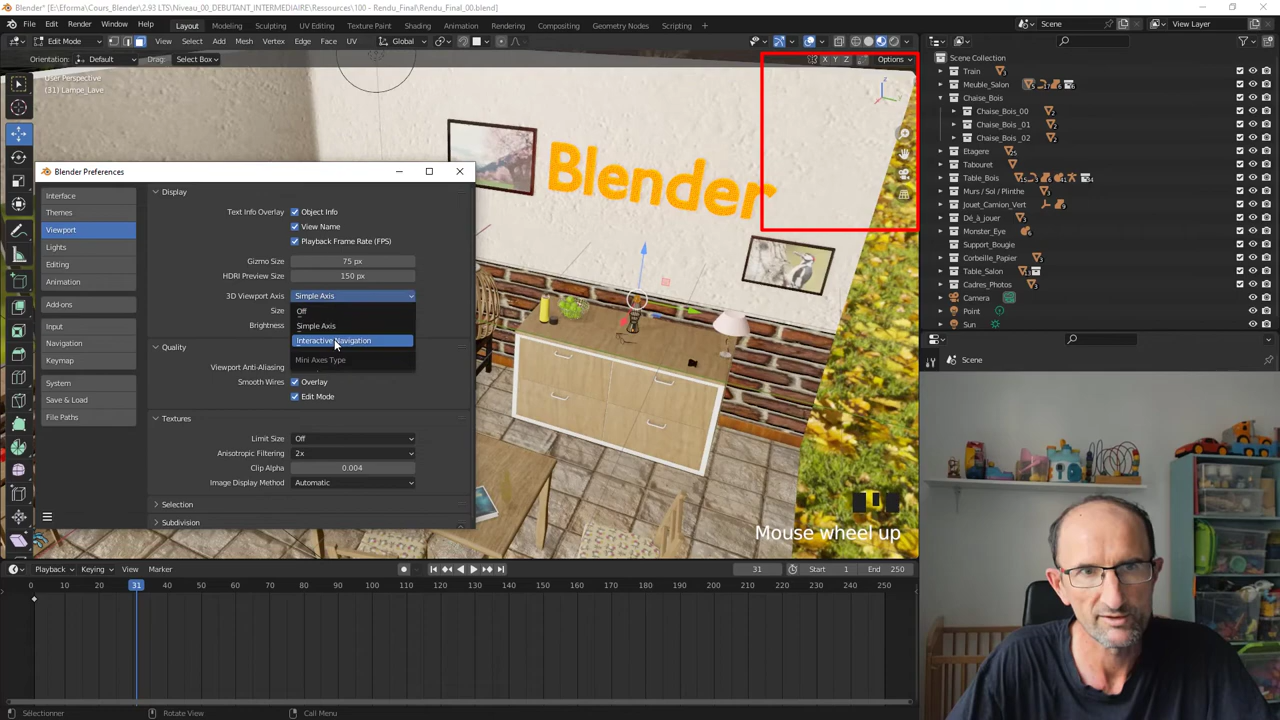 Blender* [E:\Eforma\Cours_Blender\2.93 LTS\Niveau_00_DEBUTANT_INTERMEDIAIRE\Ressources\100 - Rendu_Final\Rendu_Final_00.blend]
File Edit Render Window Help Layout Modeling Sculpting UV Editing Texture Paint Shading Animation Rendering Compositing Geometry Nodes Scripting + Scene View Layer
Edit Mode View Select Add Mesh Vertex Edge Face UV Global
Orientation: Default Drag: Select Box X Y Z Options
User Perspective
(31) Lampe_Lave
Blender Preferences
Interface
Themes
Viewport
Lights
Editing
Animation
Add-ons
Input
Navigation
Keymap
System
Save & Load
File Paths
Display
Text Info Overlay Object Info
View Name
Playback Frame Rate (FPS)
Gizmo Size 75 px
HDRI Preview Size 150 px
3D Viewport Axis Simple Axis
Size Off
Brightness Simple Axis
Interactive Navigation
Mini Axes Type
Quality
Viewport Anti-Aliasing
Smooth Wires Overlay
Edit Mode
Textures
Limit Size Off
Anisotropic Filtering 2x
Clip Alpha 0.004
Image Display Method Automatic
Selection
Subdivision
Blender
Z
Mouse wheel up
Scene Collection
Train
Meuble_Salon
Chaise_Bois
Chaise_Bois_00
Chaise_Bois_01
Chaise_Bois_02
Etagere
Tabouret
Table_Bois
Murs / Sol / Plinthe
Jouet_Camion_Vert
Dé_à_jouer
Monster_Eye
Support_Bougie
Corbeille_Papier
Table_Salon
Cadres_Photos
Camera
Point
Sun
Scene
Playback Keying View Marker 31 Start 1 End 250
0 10 20 31 40 50 60 70 80 90 100 110 120 130 140 150 160 170 180 190 200 210 220 230 240 250
Sélectionner Rotate View Call Menu